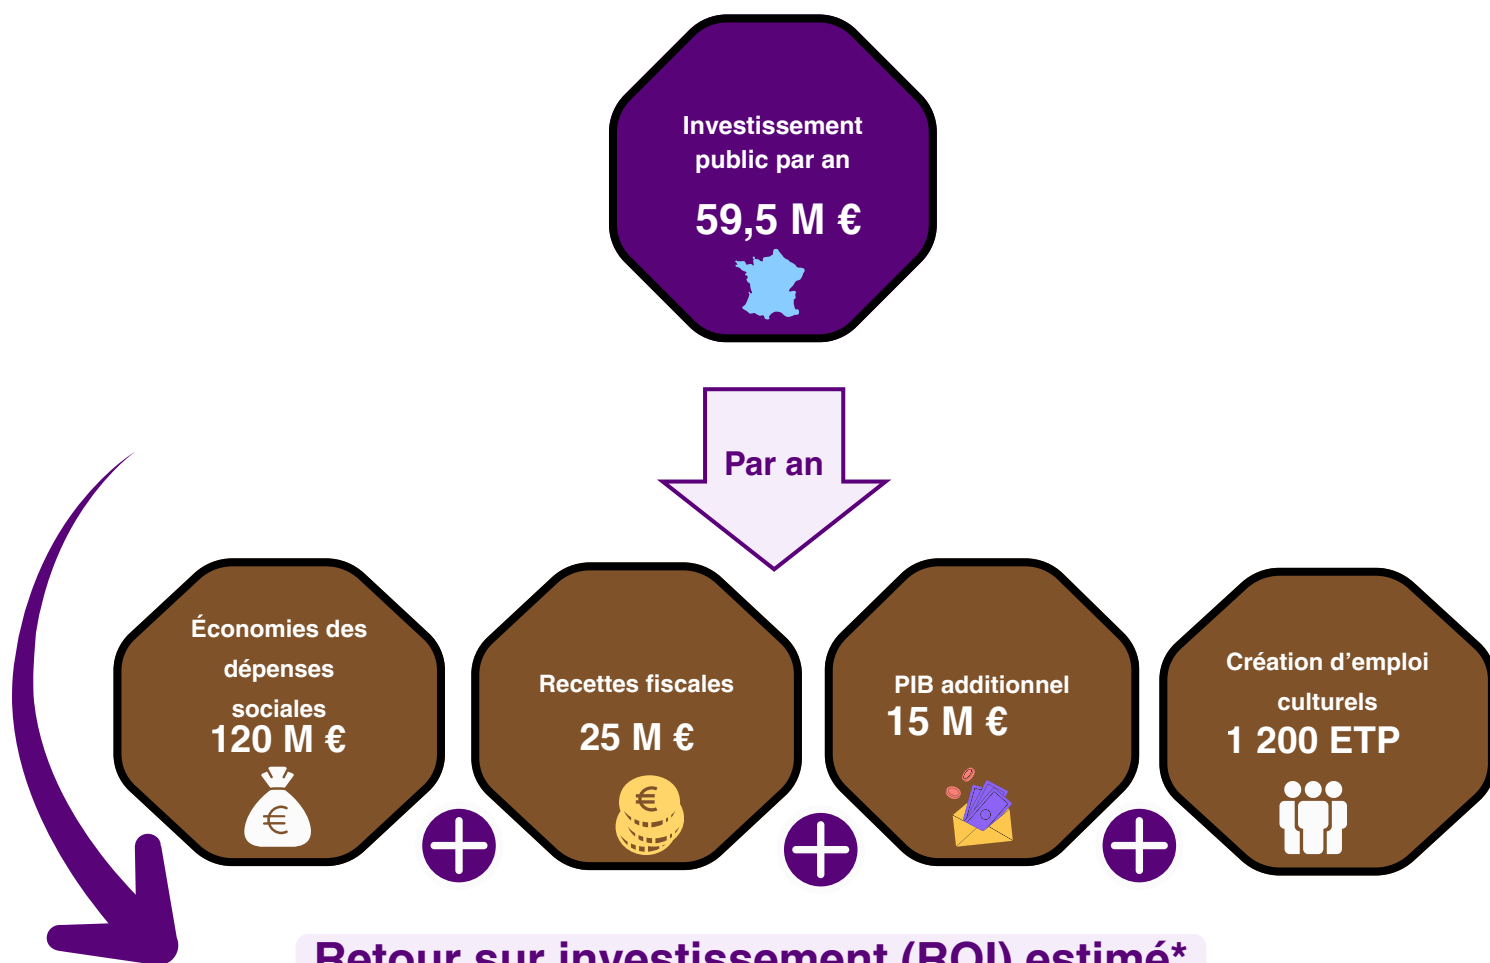 Investissement
public par an
59,5 M €
Par an
Économies des
dépenses
sociales
120 M €
Recettes fiscales
25 M €
PIB additionnel
15 M €
Création d’emploi
culturels
1 200 ETP
Retour sur investissement (ROI) estimé*